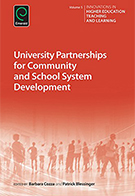 Volume 5
INNOVATIONS IN
HIGHER EDUCATION
TEACHING
AND LEARNING
University Partnerships
for Community
and School System
Development
Barbara Cozza and Patrick Blessinger